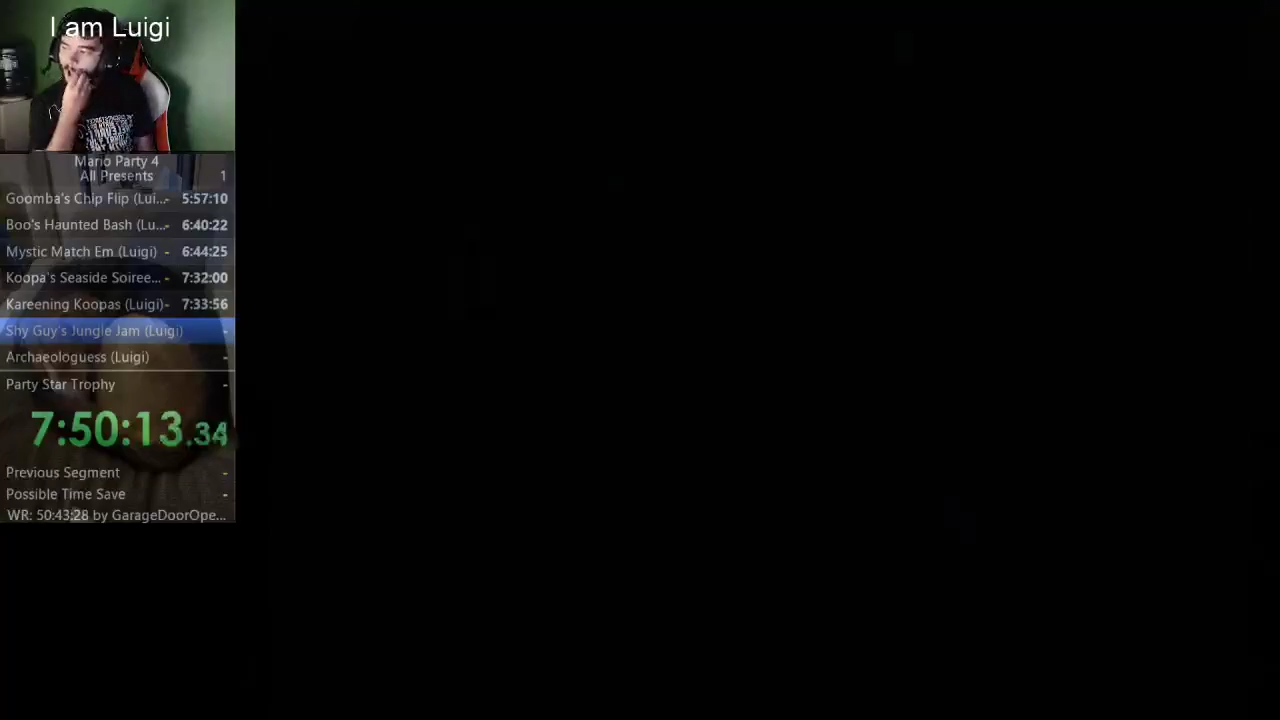 I am Luigi
Mario Party 4
All Presents 1
Goomba's Chip Flip (Lui... - 5:57:10
Boo's Haunted Bash (Lu... - 6:40:22
Mystic Match Em (Luigi) - 6:44:25
Koopa's Seaside Soiree... - 7:32:00
Kareening Koopas (Luigi) - 7:33:56
Shy Guy's Jungle Jam (Luigi) -
Archaeologuess (Luigi) -
Party Star Trophy -
7:50:13.34
Previous Segment -
Possible Time Save -
WR: 50:43:28 by GarageDoorOpe...